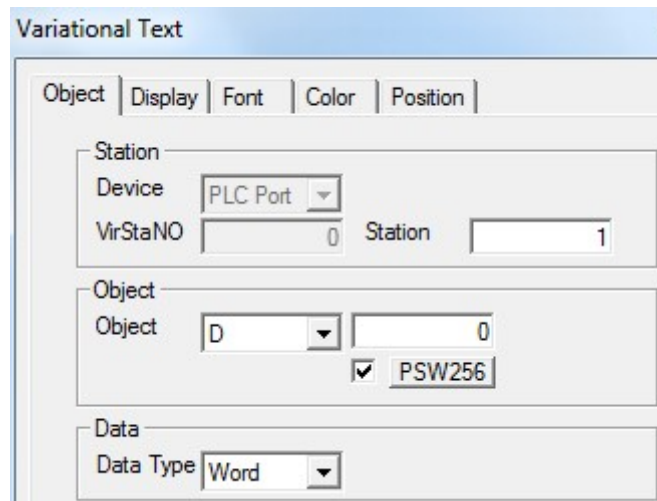 Variational Text
Object Display Font Color Position
Station
Device PLC Port
VirStaNO 0 Station 1
Object
Object D 0
PSW256
Data
Data Type Word